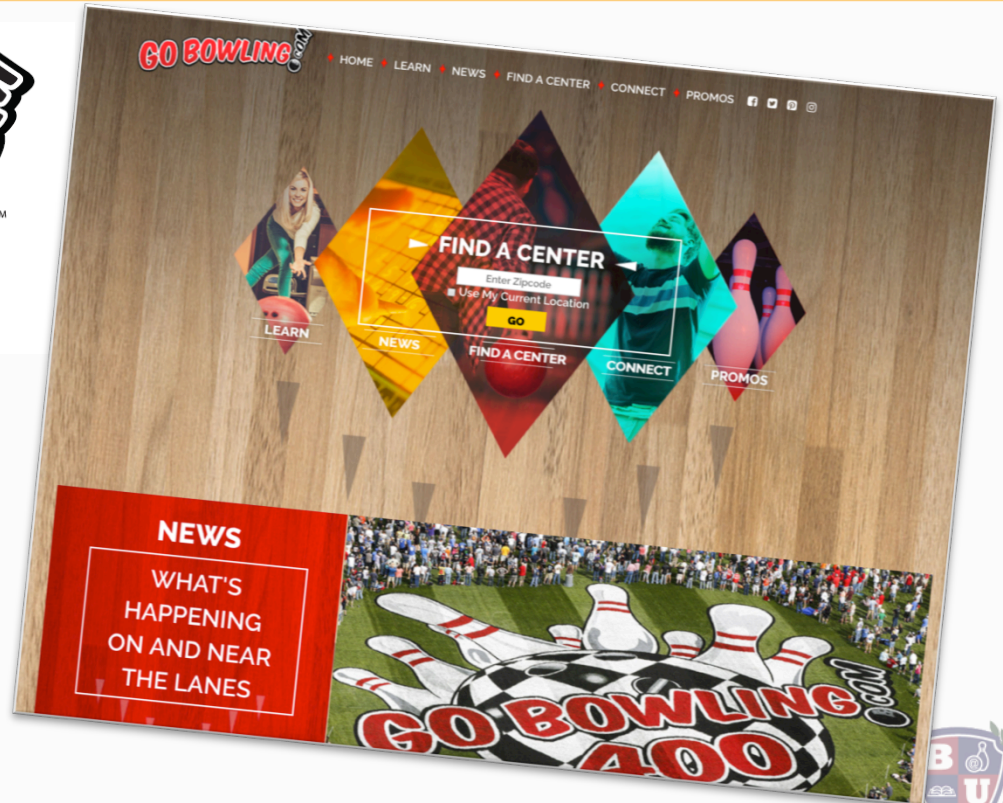 GO BOWLING!.COM
HOME LEARN NEWS FIND A CENTER CONNECT PROMOS
FIND A CENTER
Enter Zipcode
Use My Current Location
GO
LEARN
NEWS
FIND A CENTER
CONNECT
PROMOS
NEWS
WHAT'S
HAPPENING
ON AND NEAR
THE LANES
GO BOWLING!.COM
400
B @
U